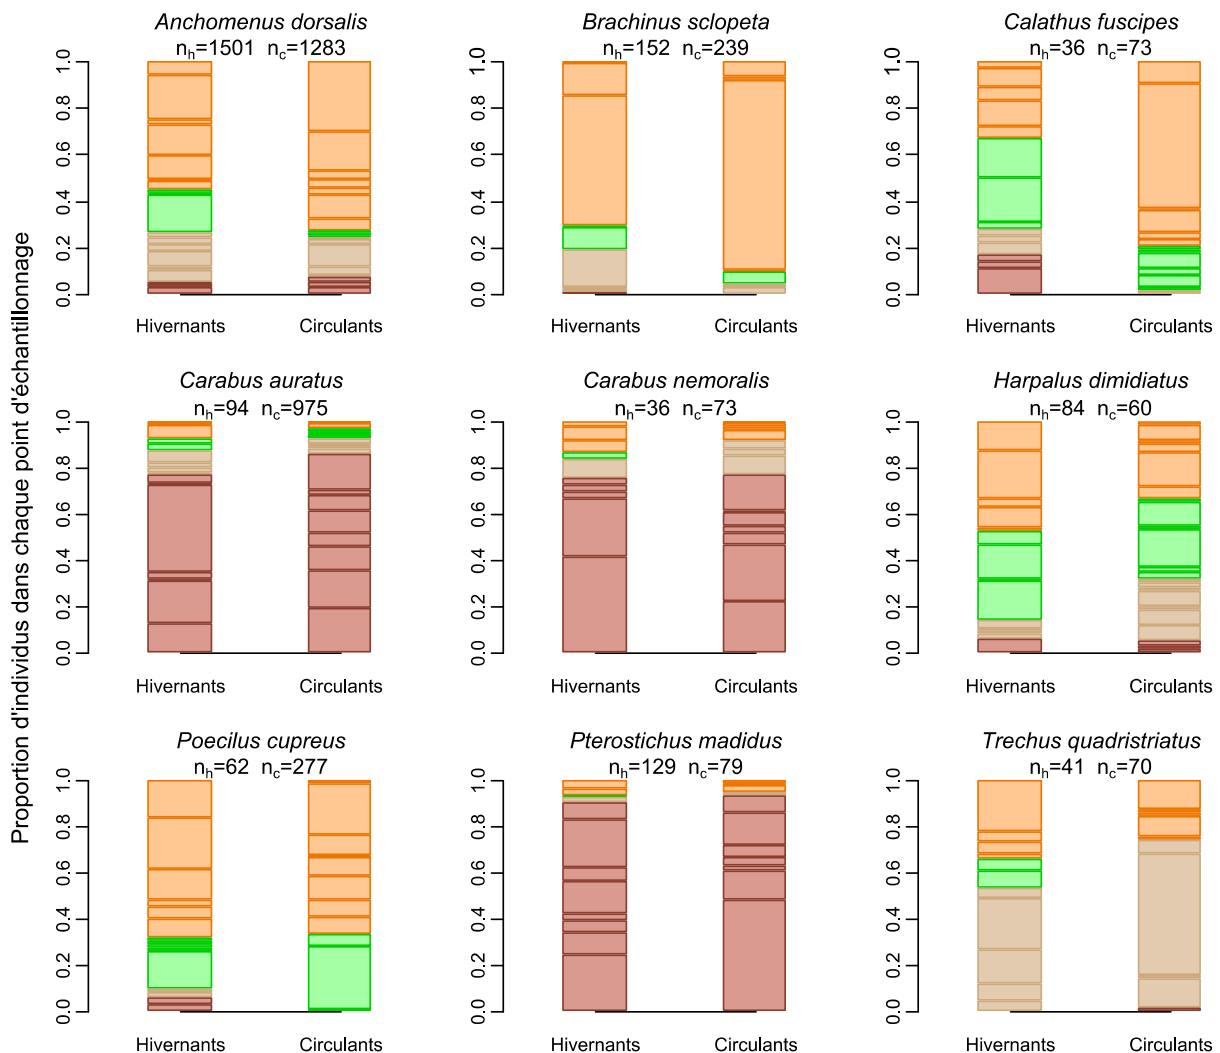 Proportion d'individus dans chaque point d'échantillonnage
Anchomenus dorsalis
nh=1501 nc=1283
1.0
0.8
0.6
0.4
0.2
0.0
Hivernants Circulants
Brachinus sclopeta
nh=152 nc=239
1.0
0.8
0.6
0.4
0.2
0.0
Hivernants Circulants
Calathus fuscipes
nh=36 nc=73
1.0
0.8
0.6
0.4
0.2
0.0
Hivernants Circulants
Carabus auratus
nh=94 nc=975
1.0
0.8
0.6
0.4
0.2
0.0
Hivernants Circulants
Carabus nemoralis
nh=36 nc=73
1.0
0.8
0.6
0.4
0.2
0.0
Hivernants Circulants
Harpalus dimidiatus
nh=84 nc=60
1.0
0.8
0.6
0.4
0.2
0.0
Hivernants Circulants
Poecilus cupreus
nh=62 nc=277
1.0
0.8
0.6
0.4
0.2
0.0
Hivernants Circulants
Pterostichus madidus
nh=129 nc=79
1.0
0.8
0.6
0.4
0.2
0.0
Hivernants Circulants
Trechus quadristriatus
nh=41 nc=70
1.0
0.8
0.6
0.4
0.2
0.0
Hivernants Circulants